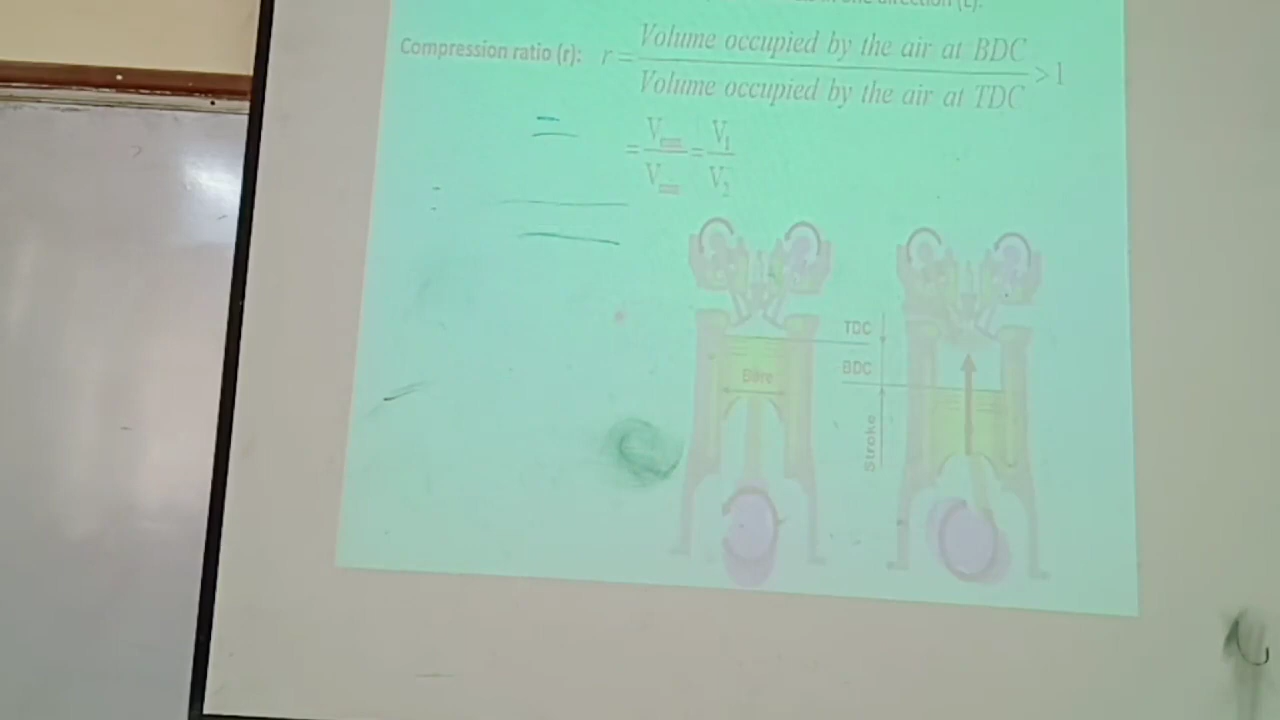 direction (L).
Compression ratio (r): r = Volume occupied by the air at BDC / Volume occupied by the air at TDC > 1
= V / V = V1 / V2
TDC
BDC
Bore
Stroke